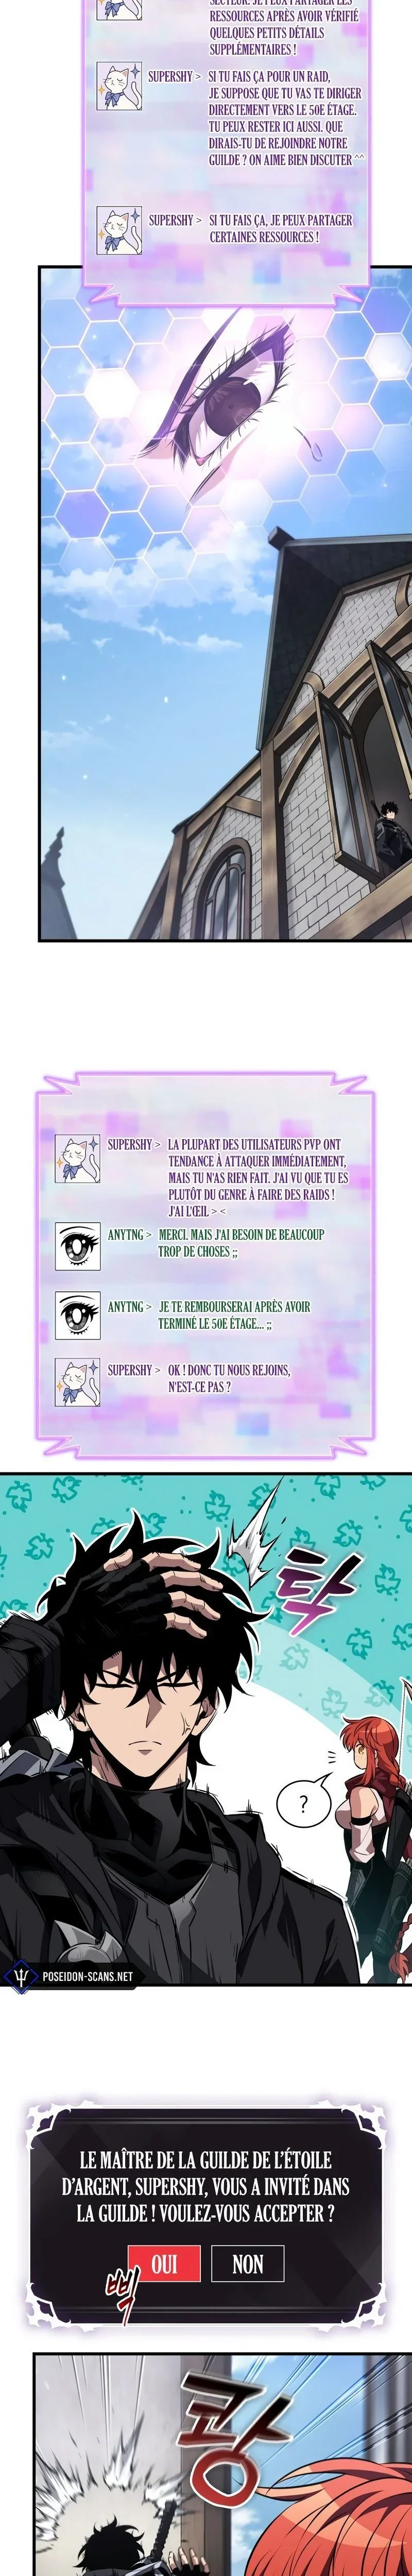 SECTEUR. JE PEUX PARTAGER LES
RESSOURCES APRÈS AVOIR VÉRIFIÉ
QUELQUES PETITS DÉTAILS
SUPPLÉMENTAIRES !
SUPERSHY > SI TU FAIS ÇA POUR UN RAID,
JE SUPPOSE QUE TU VAS TE DIRIGER
DIRECTEMENT VERS LE 50E ÉTAGE.
TU PEUX RESTER ICI AUSSI. QUE
DIRAIS-TU DE REJOINDRE NOTRE
GUILDE ? ON AIME BIEN DISCUTER ^^
SUPERSHY > SI TU FAIS ÇA, JE PEUX PARTAGER
CERTAINES RESSOURCES !
SUPERSHY > LA PLUPART DES UTILISATEURS PVP ONT
TENDANCE À ATTAQUER IMMÉDIATEMENT,
MAIS TU N'AS RIEN FAIT. J'AI VU QUE TU ES
PLUTÔT DU GENRE À FAIRE DES RAIDS !
J'AI L'ŒIL > <
ANYTNG > MERCI. MAIS J'AI BESOIN DE BEAUCOUP
TROP DE CHOSES ;;
ANYTNG > JE TE REMBOURSERAI APRÈS AVOIR
TERMINÉ LE 50E ÉTAGE... ;;
SUPERSHY > OK ! DONC TU NOUS REJOINS,
N'EST-CE PAS ?
탁
?
POSEIDON-SCANS.NET
LE MAÎTRE DE LA GUILDE DE L'ÉTOILE
D'ARGENT, SUPERSHY, VOUS A INVITÉ DANS
LA GUILDE ! VOULEZ-VOUS ACCEPTER ?
OUI NON
삑
쾅